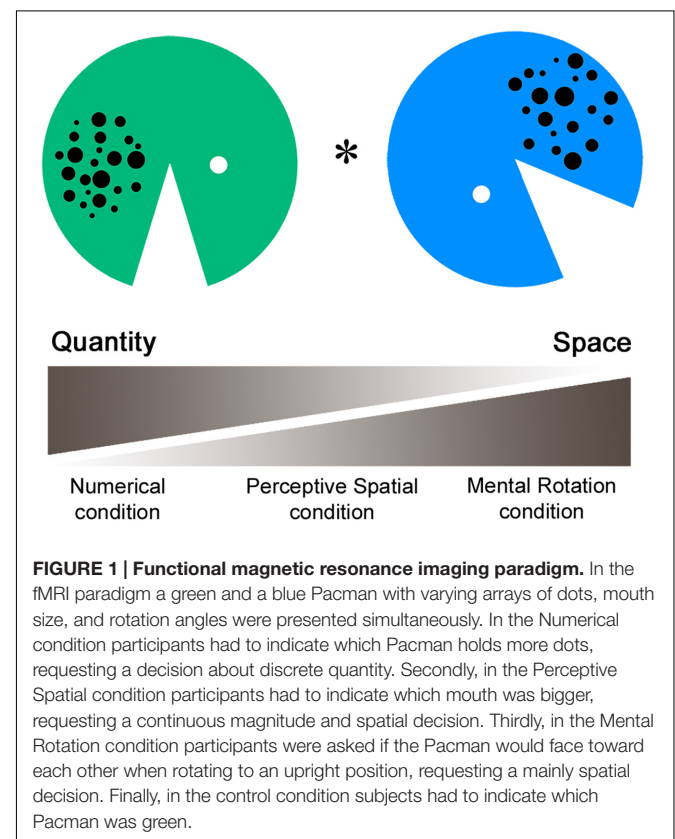 *
Quantity
Space
Numerical condition
Perceptive Spatial condition
Mental Rotation condition
FIGURE 1 | Functional magnetic resonance imaging paradigm. In the
fMRI paradigm a green and a blue Pacman with varying arrays of dots, mouth
size, and rotation angles were presented simultaneously. In the Numerical
condition participants had to indicate which Pacman holds more dots,
requesting a decision about discrete quantity. Secondly, in the Perceptive
Spatial condition participants had to indicate which mouth was bigger,
requesting a continuous magnitude and spatial decision. Thirdly, in the Mental
Rotation condition participants were asked if the Pacman would face toward
each other when rotating to an upright position, requesting a mainly spatial
decision. Finally, in the control condition subjects had to indicate which
Pacman was green.